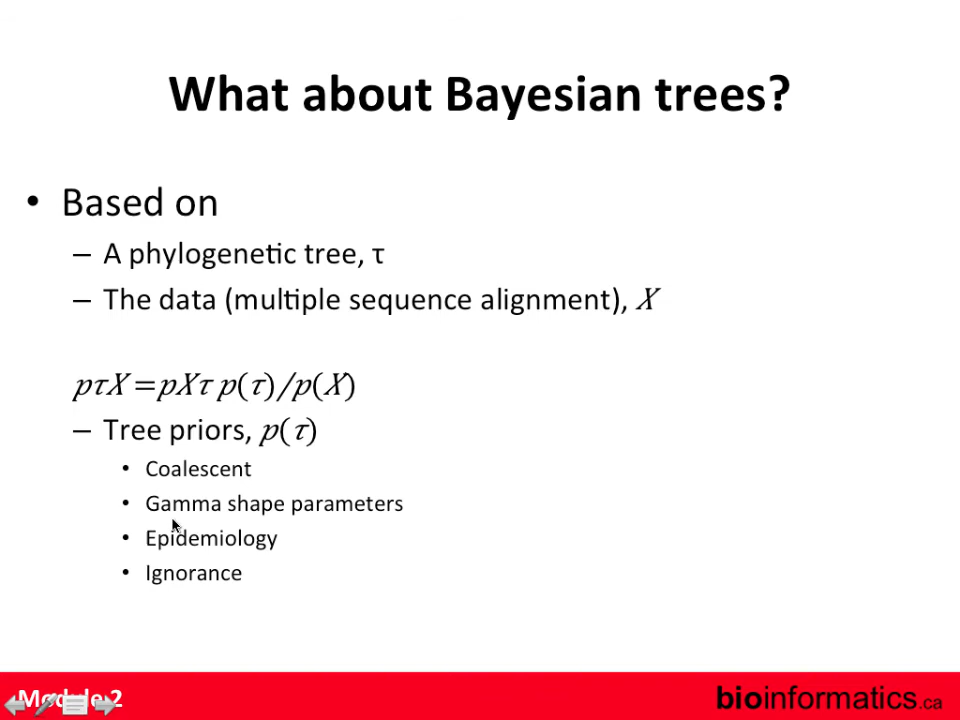 What about Bayesian trees?
• Based on
– A phylogenetic tree, τ
– The data (multiple sequence alignment), X
pτX=pXτ p(τ)/p(X)
– Tree priors, p(τ)
• Coalescent
• Gamma shape parameters
• Epidemiology
• Ignorance
Module 2
bioinformatics.ca